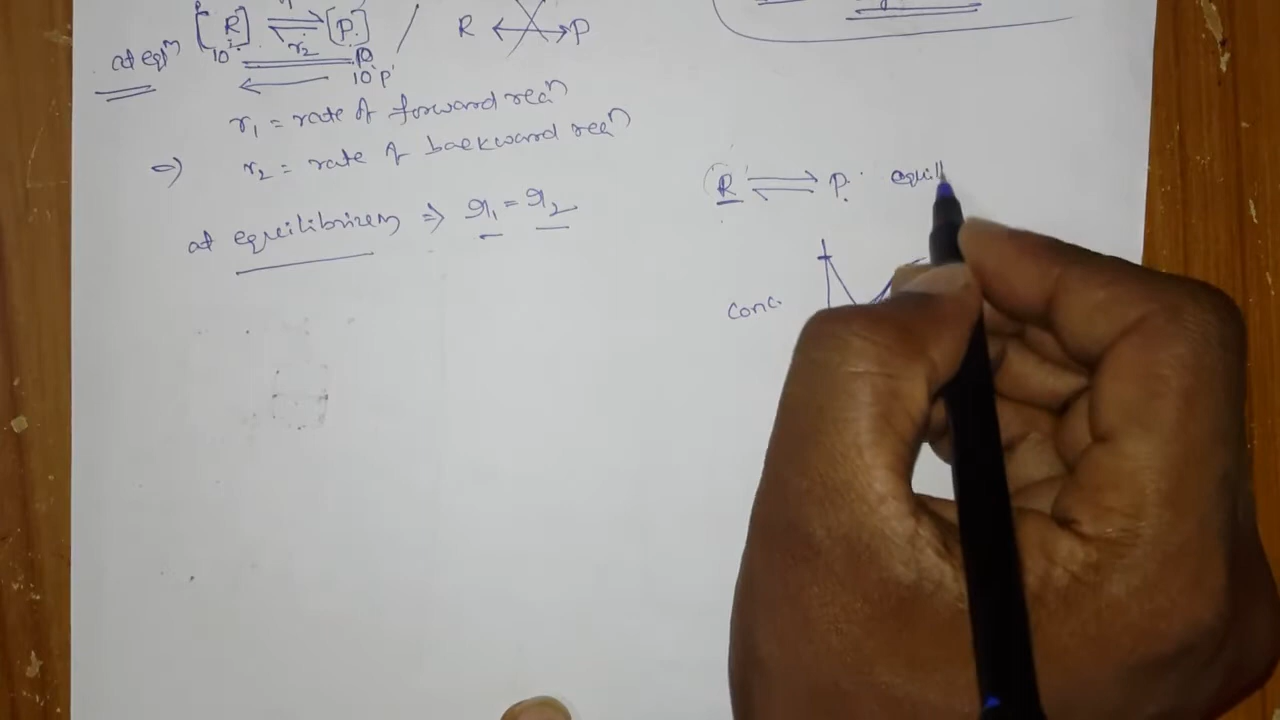 at eqm [R] ⇌ [P] / R ↔ P
r2
10
10 'P'
r1 = rate of forward rean
⇒ r2 = rate of backward rean
at equilibrium ⇒ r1 = r2
R ⇌ P. equili
conc.